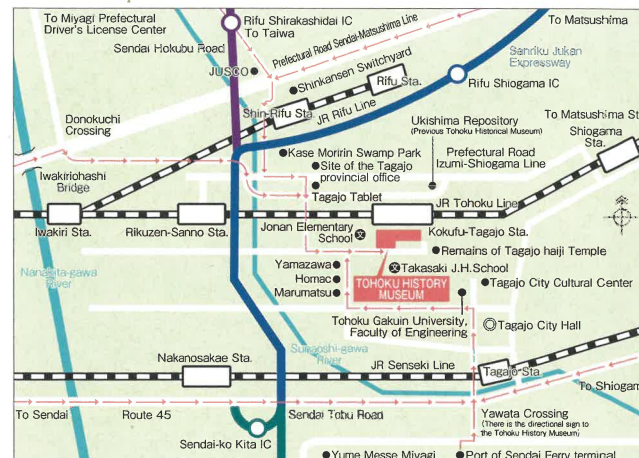 To Miyagi Prefectural
Driver's License Center
Rifu Shirakashidai IC
To Taiwa
To Matsushima
Sendai Hokubu Road
Prefectural Road Sendai-Matsushima Line
JUSCO
Shinkansen Switchyard
Rifu Sta.
Sanriku Jukan
Expressway
Rifu Shiogama IC
Shin-Rifu Sta.
JR Rifu Line
Donokuchi
Crossing
Ukishima Repository
(Previous Tohoku Historical Museum)
To Matsushima St
Shiogama
Sta.
Kase Moririn Swamp Park
Site of the Tagajo
provincial office
Prefectural Road
Izumi-Shiogama Line
Iwakiriohashi
Bridge
Tagajo Tablet
JR Tohoku Line
Iwakiri Sta.
Rikuzen-Sanno Sta.
Jonan Elementary
School
文
Kokufu-Tagajo Sta.
Remains of Tagajo haiji Temple
Yamazawa
Homac
Marumatsu
文
Takasaki J.H.School
TOHOKU HISTORY
MUSEUM
Tagajo City Cultural Center
Nanakita-gawa
River
Tohoku Gakuin University,
Faculty of Engineering
Tagajo City Hall
Sunaoshi-gawa
River
Nakanosakae Sta.
JR Senseki Line
Tagajo Sta
To Shiogam
To Sendai
Route 45
Sendai Tobu Road
Yawata Crossing
(There is the directional sign to
the Tohoku History Museum)
Sendai-ko Kita IC
Yume Messe Miyagi
Port of Sendai Ferry terminal